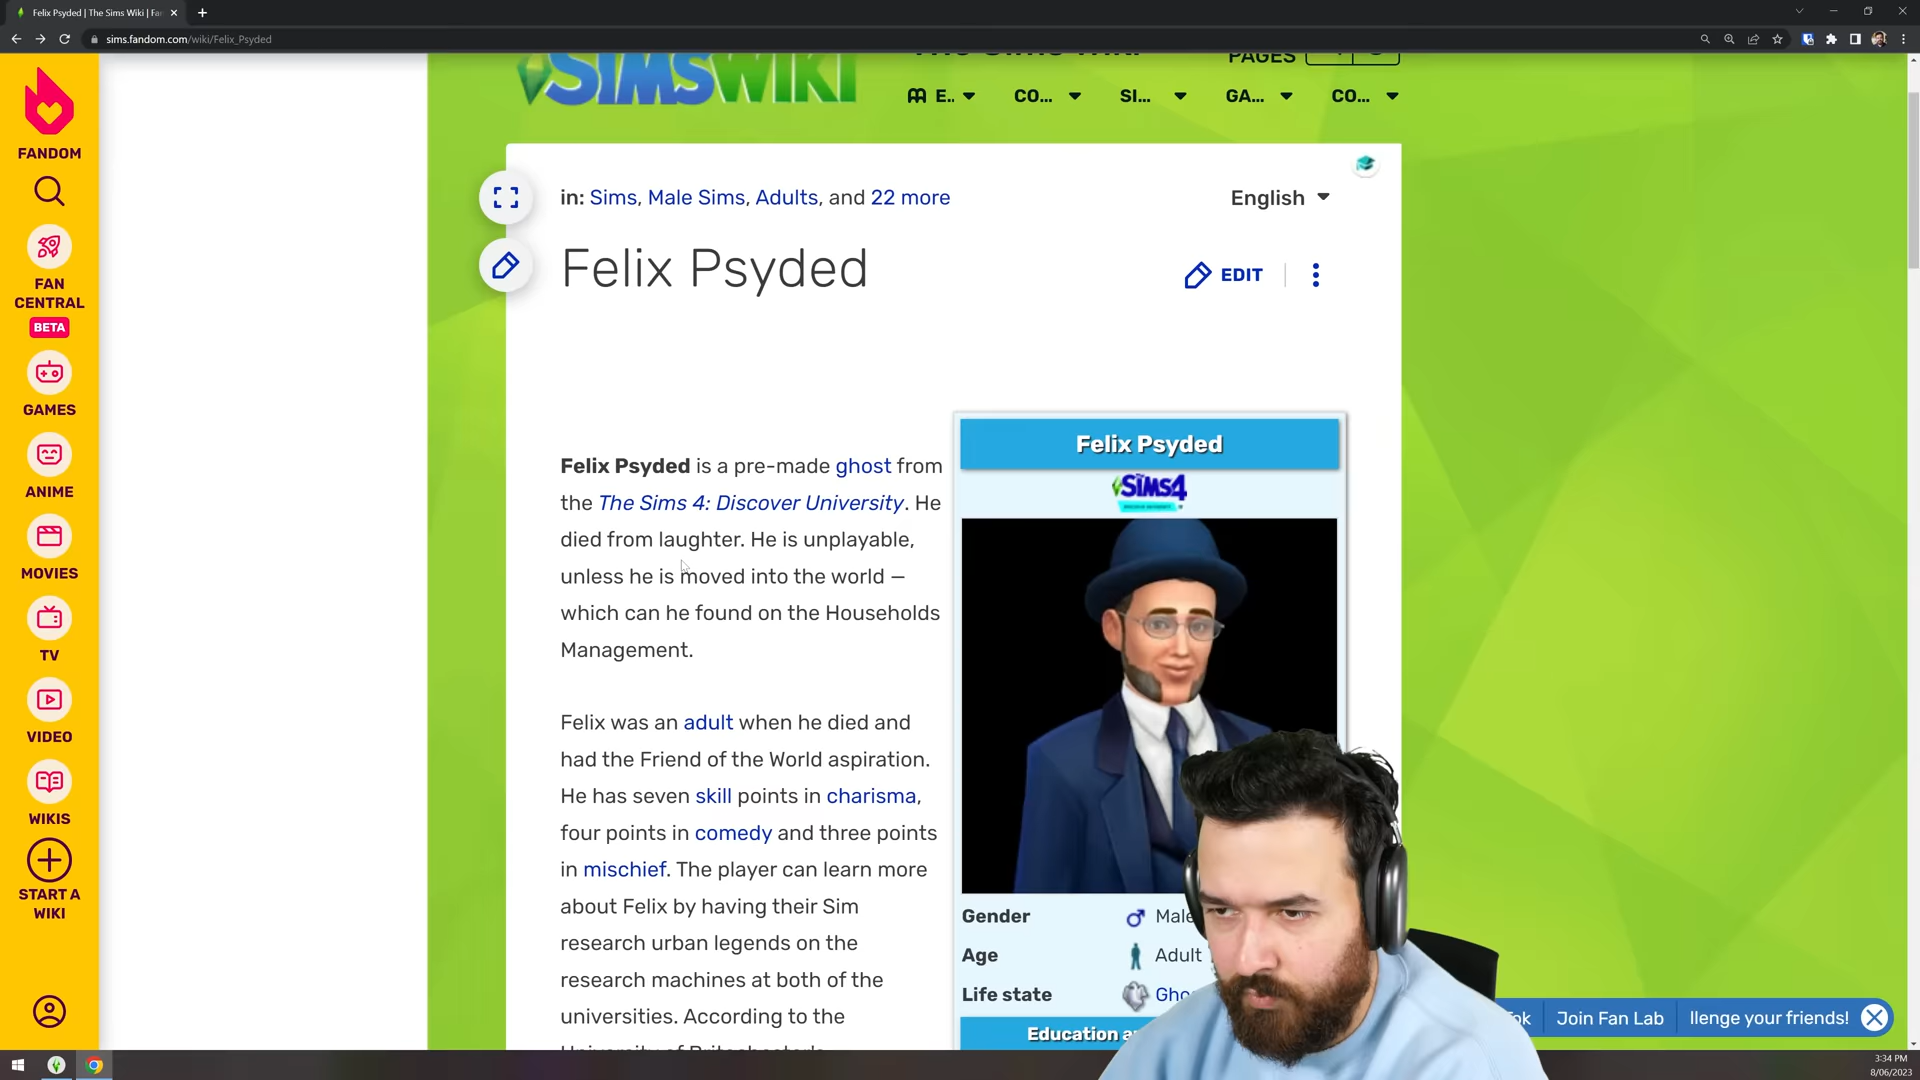 Felix Psyded | The Sims Wiki | Fa
sims.fandom.com/wiki/Felix_Psyded
SIMSWIKI
PAGES
E..
CO...
SI...
GA...
CO...
FANDOM
FAN CENTRAL
BETA
GAMES
ANIME
MOVIES
TV
VIDEO
WIKIS
START A WIKI
in: Sims, Male Sims, Adults, and 22 more
English
Felix Psyded
EDIT
Felix Psyded is a pre-made ghost from
the The Sims 4: Discover University. He
died from laughter. He is unplayable,
unless he is moved into the world —
which can he found on the Households
Management.
Felix was an adult when he died and
had the Friend of the World aspiration.
He has seven skill points in charisma,
four points in comedy and three points
in mischief. The player can learn more
about Felix by having their Sim
research urban legends on the
research machines at both of the
universities. According to the
Felix Psyded
The SIMS 4
Gender
Male
Age
Adult
Life state
Gho
Education a
Tok
Join Fan Lab
llenge your friends!
3:34 PM
8/06/2023